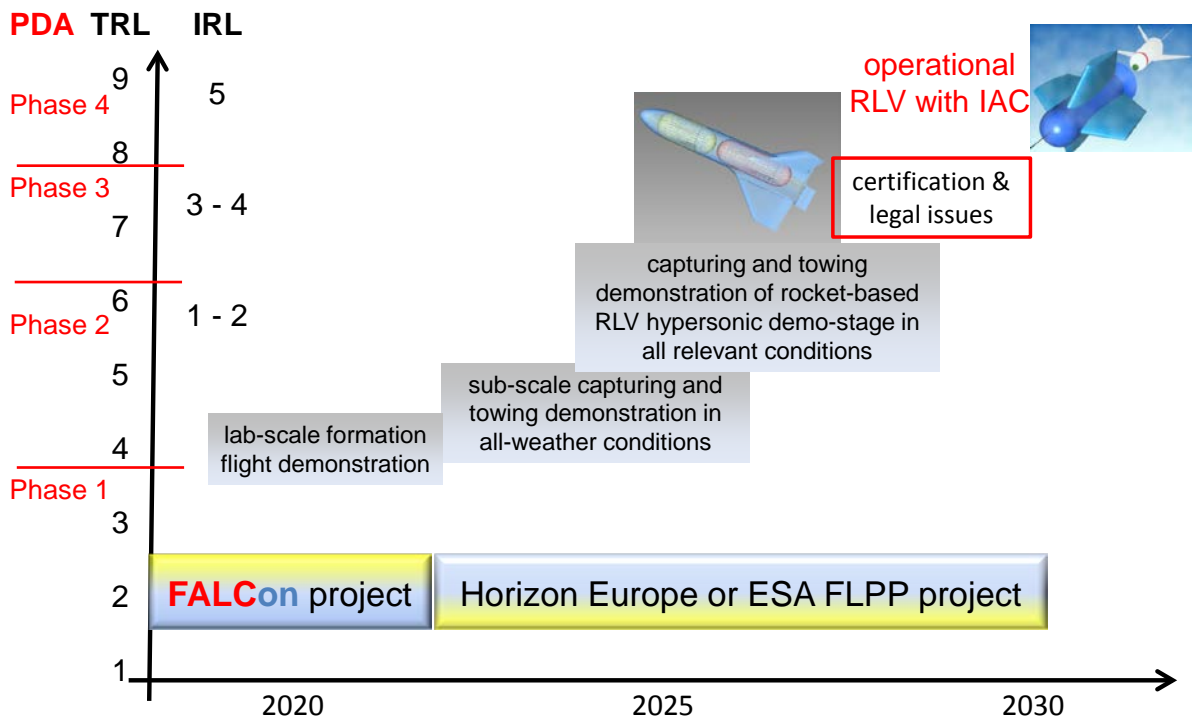 PDA TRL IRL
9
5
Phase 4
8
Phase 3
3 - 4
7
6
1 - 2
Phase 2
5
4
Phase 1
3
2
1
operational
RLV with IAC
certification &
legal issues
capturing and towing
demonstration of rocket-based
RLV hypersonic demo-stage in
all relevant conditions
sub-scale capturing and
towing demonstration in
all-weather conditions
lab-scale formation
flight demonstration
FALCon project
Horizon Europe or ESA FLPP project
2020 2025 2030